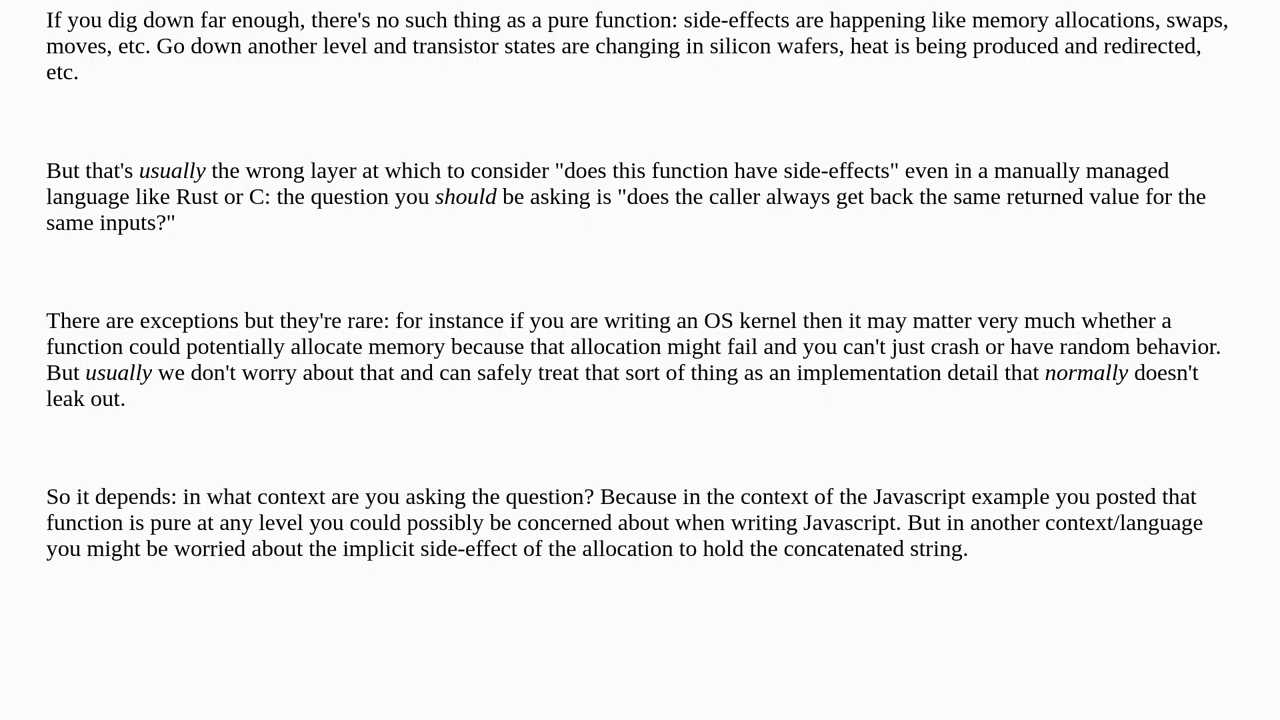 If you dig down far enough, there's no such thing as a pure function: side-effects are happening like memory allocations, swaps,
moves, etc. Go down another level and transistor states are changing in silicon wafers, heat is being produced and redirected,
etc.
But that's usually the wrong layer at which to consider "does this function have side-effects" even in a manually managed
language like Rust or C: the question you should be asking is "does the caller always get back the same returned value for the
same inputs?"
There are exceptions but they're rare: for instance if you are writing an OS kernel then it may matter very much whether a
function could potentially allocate memory because that allocation might fail and you can't just crash or have random behavior.
But usually we don't worry about that and can safely treat that sort of thing as an implementation detail that normally doesn't
leak out.
So it depends: in what context are you asking the question? Because in the context of the Javascript example you posted that
function is pure at any level you could possibly be concerned about when writing Javascript. But in another context/language
you might be worried about the implicit side-effect of the allocation to hold the concatenated string.